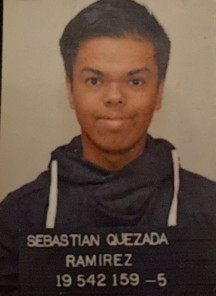 SEBASTIAN QUEZADA
RAMIREZ
19 542 159 -5